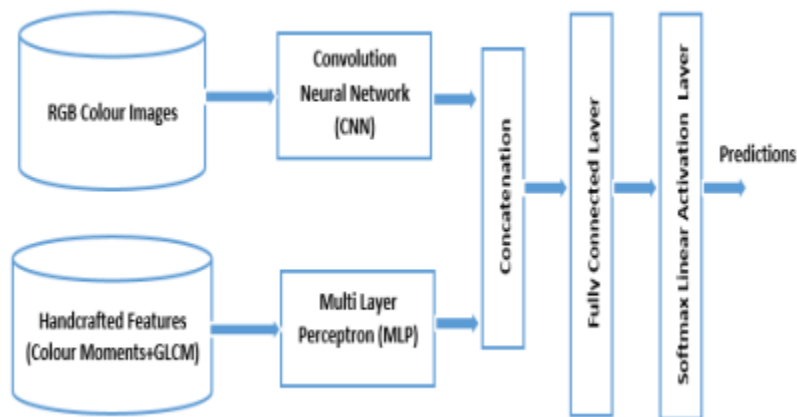 RGB Colour Images
Convolution
Neural Network
(CNN)
Handcrafted Features
(Colour Moments+GLCM)
Multi Layer
Perceptron (MLP)
Concatenation
Fully Connected Layer
Softmax Linear Activation Layer
Predictions